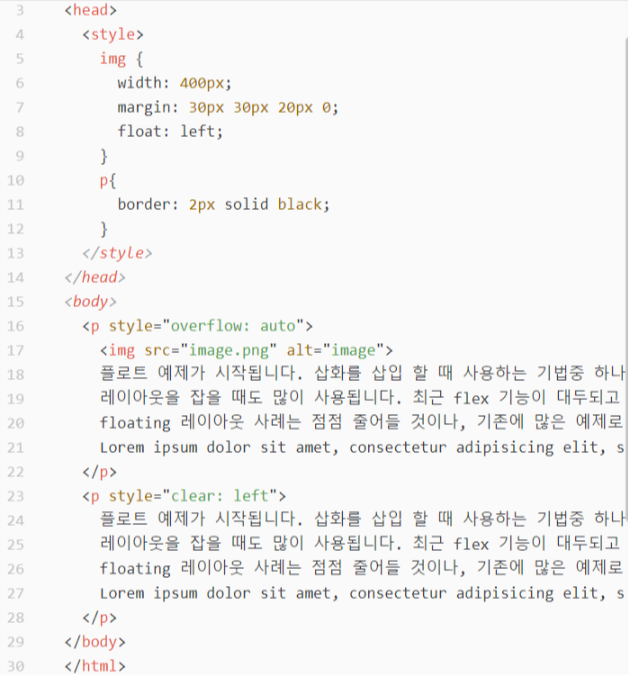 3 <head>
4 <style>
5 img {
6 width: 400px;
7 margin: 30px 30px 20px 0;
8 float: left;
9 }
10 p{
11 border: 2px solid black;
12 }
13 </style>
14 </head>
15 <body>
16 <p style="overflow: auto">
17 <img src="image.png" alt="image">
18 플로트 예제가 시작됩니다. 삽화를 삽입 할 때 사용하는 기법중 하나
19 레이아웃을 잡을 때도 많이 사용됩니다. 최근 flex 기능이 대두되고
20 floating 레이아웃 사례는 점점 줄어들 것이나, 기존에 많은 예제로
21 Lorem ipsum dolor sit amet, consectetur adipisicing elit, s
22 </p>
23 <p style="clear: left">
24 플로트 예제가 시작됩니다. 삽화를 삽입 할 때 사용하는 기법중 하나
25 레이아웃을 잡을 때도 많이 사용됩니다. 최근 flex 기능이 대두되고
26 floating 레이아웃 사례는 점점 줄어들 것이나, 기존에 많은 예제로
27 Lorem ipsum dolor sit amet, consectetur adipisicing elit, s
28 </p>
29 </body>
30 </html>